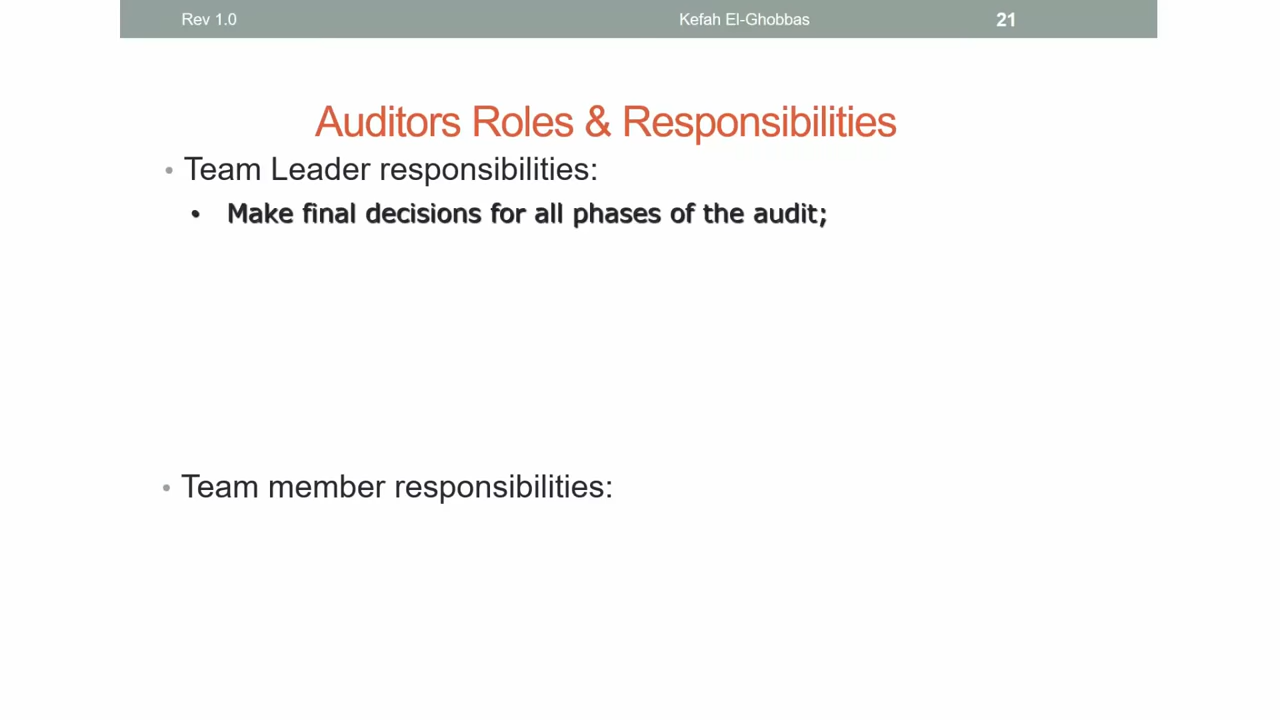 Rev 1.0 Kefah El-Ghobbas 21
Auditors Roles & Responsibilities
• Team Leader responsibilities:
• Make final decisions for all phases of the audit;
• Team member responsibilities: